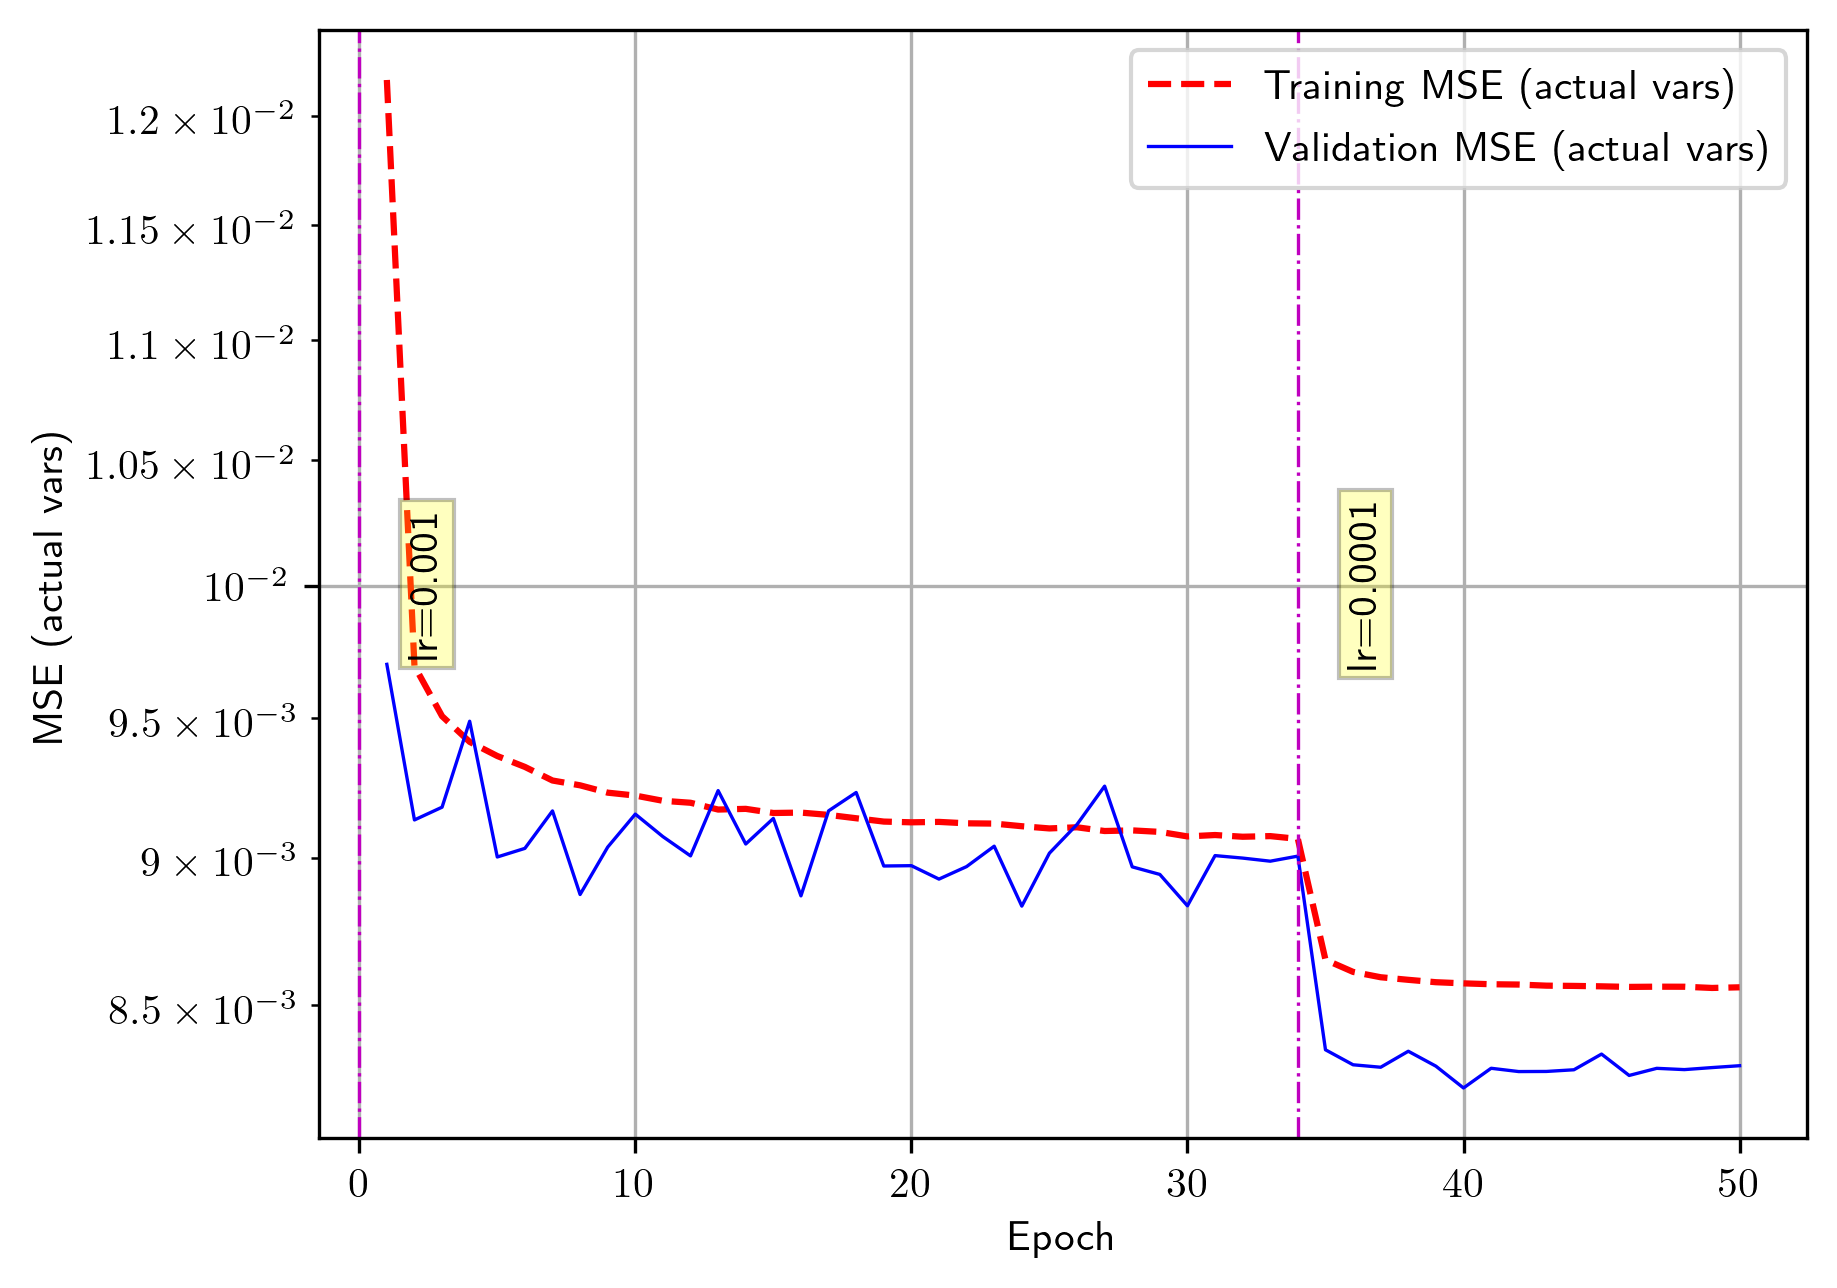 Training MSE (actual vars)
Validation MSE (actual vars)
1.2 × 10⁻²
1.15 × 10⁻²
1.1 × 10⁻²
1.05 × 10⁻²
10⁻²
9.5 × 10⁻³
9 × 10⁻³
8.5 × 10⁻³
MSE (actual vars)
lr=0.001
lr=0.0001
0 10 20 30 40 50
Epoch